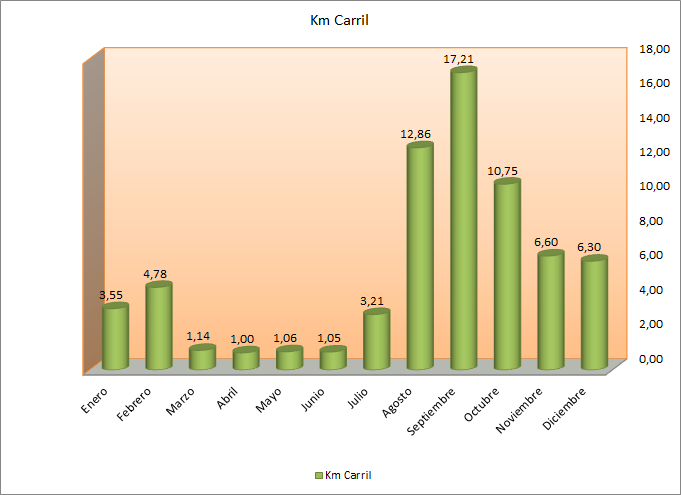 Km Carril
18,00
16,00
14,00
12,00
10,00
8,00
6,00
4,00
2,00
0,00
3,55
4,78
1,14
1,00
1,06
1,05
3,21
12,86
17,21
10,75
6,60
6,30
Enero
Febrero
Marzo
Abril
Mayo
Junio
Julio
Agosto
Septiembre
Octubre
Noviembre
Diciembre
Km Carril